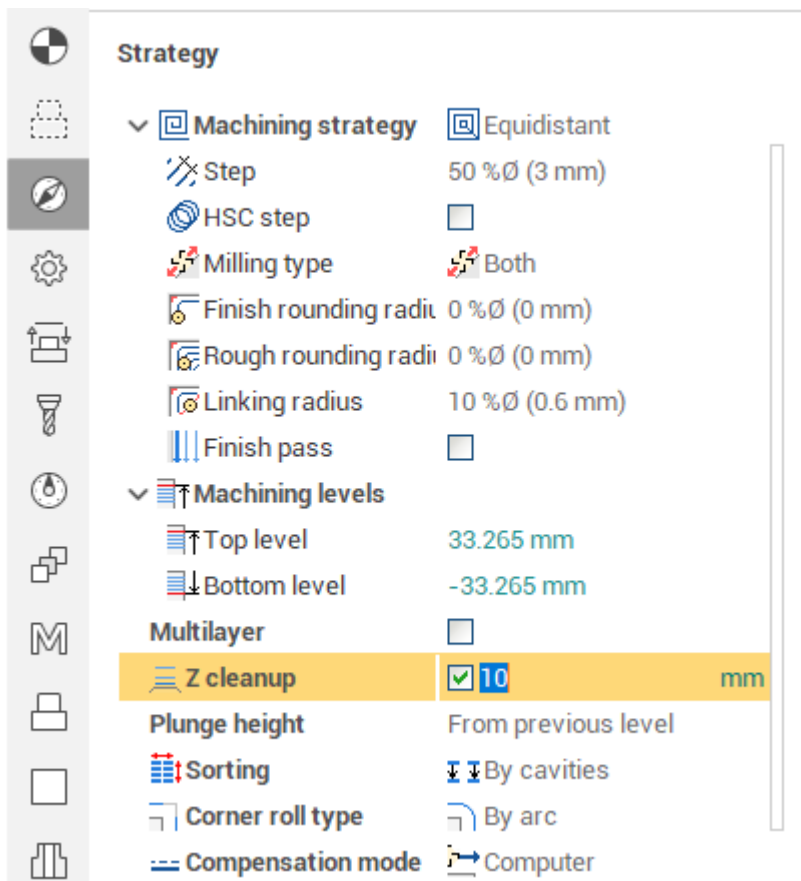 Strategy
Machining strategy Equidistant
Step 50 %Ø (3 mm)
HSC step
Milling type Both
Finish rounding radiu 0 %Ø (0 mm)
Rough rounding radiu 0 %Ø (0 mm)
Linking radius 10 %Ø (0.6 mm)
Finish pass
Machining levels
Top level 33.265 mm
Bottom level -33.265 mm
Multilayer
Z cleanup 10 mm
Plunge height From previous level
Sorting By cavities
Corner roll type By arc
Compensation mode Computer